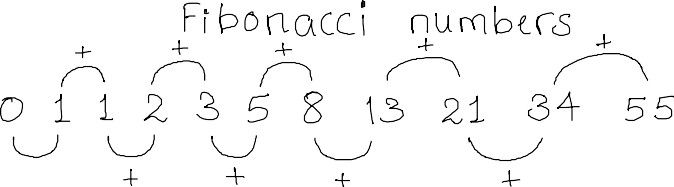 Fibonacci numbers
+ + + + +
0 1 1 2 3 5 8 13 21 34 55
+ + + +